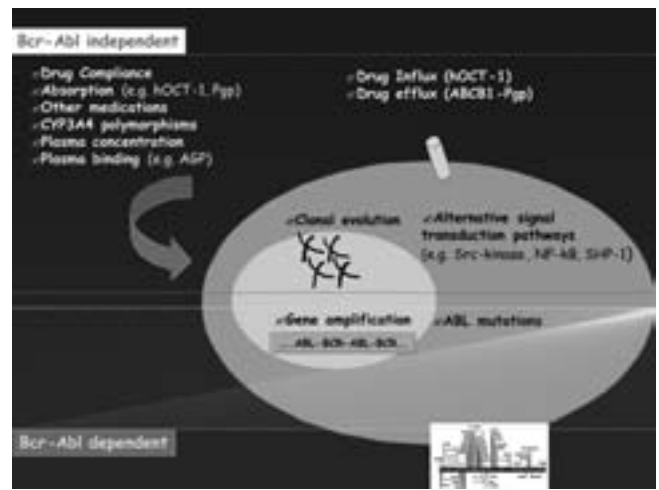 Bcr-Abl independent
Drug Compliance
Absorption (e.g. hOCT-1, Pgp)
Other medications
CYP3A4 polymorphisms
Plasma concentration
Plasma binding (e.g. AGP)
Drug Influx (hOCT-1)
Drug efflux (ABCB1-Pgp)
Clonal evolution
Alternative signal
transduction pathways
(e.g. Src-kinase, NF-kB, SHP-1)
Gene amplification
ABL mutations
...ABL-BCR-ABL-BCR...
Bcr-Abl dependent